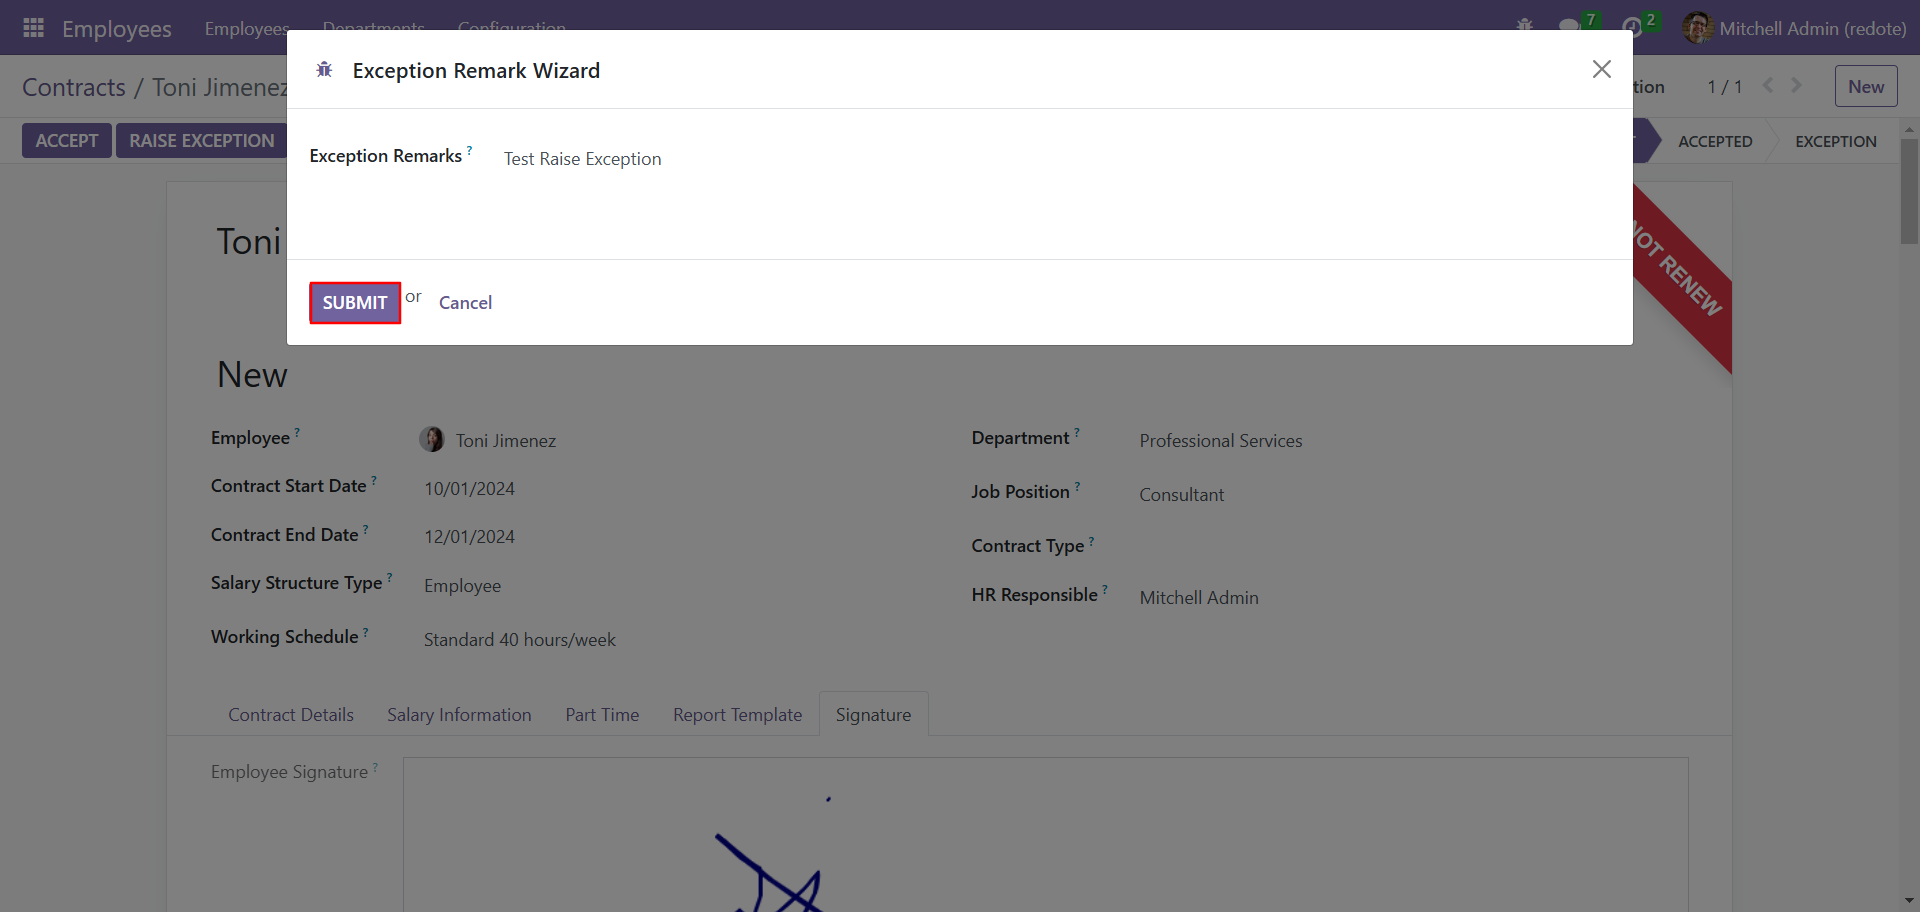 Employees Employees Departments Configuration 7 2 Mitchell Admin (redote)
Exception Remark Wizard
Contracts / Toni Jimenez tion 1 / 1 New
ACCEPT RAISE EXCEPTION ACCEPTED EXCEPTION
Exception Remarks ? Test Raise Exception
Toni
NOT RENEW
SUBMIT or Cancel
New
Employee ? Toni Jimenez Department ? Professional Services
Contract Start Date ? 10/01/2024 Job Position ? Consultant
Contract End Date ? 12/01/2024 Contract Type ?
Salary Structure Type ? Employee HR Responsible ? Mitchell Admin
Working Schedule ? Standard 40 hours/week
Contract Details Salary Information Part Time Report Template Signature
Employee Signature ?